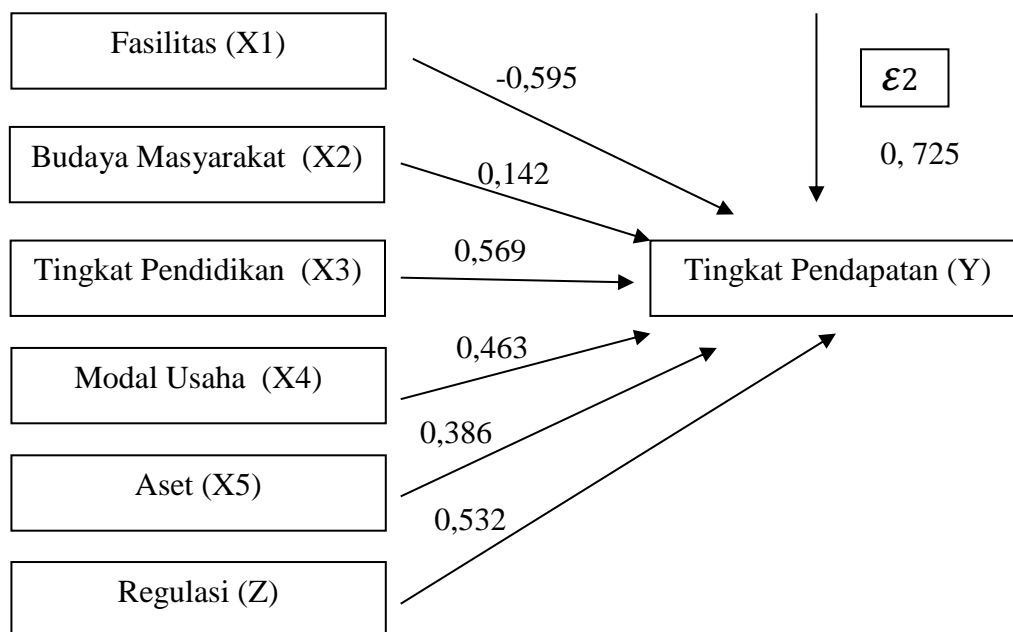 Fasilitas (X1)
-0,595
ε2
Budaya Masyarakat (X2)
0,142
0, 725
Tingkat Pendidikan (X3)
0,569
Tingkat Pendapatan (Y)
Modal Usaha (X4)
0,463
0,386
Aset (X5)
0,532
Regulasi (Z)